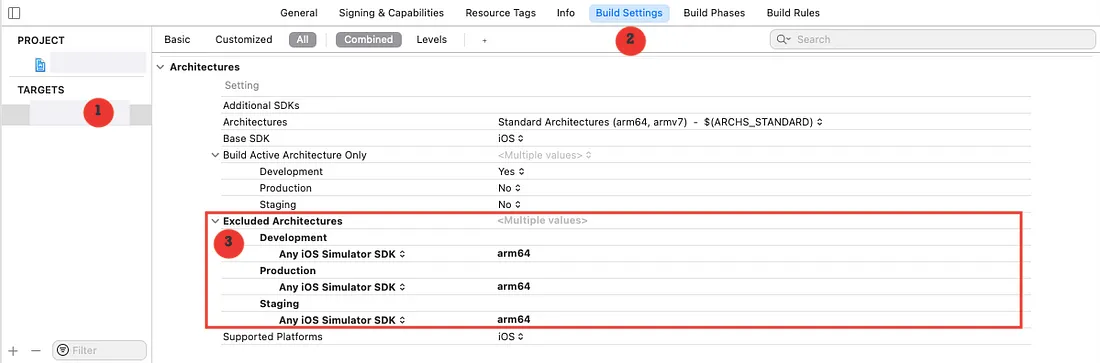 General Signing & Capabilities Resource Tags Info Build Settings Build Phases Build Rules
PROJECT
TARGETS
1
Basic Customized All Combined Levels +
2
Search
Architectures
Setting
Additional SDKs
Architectures Standard Architectures (arm64, armv7) - $(ARCHS_STANDARD)
Base SDK iOS
Build Active Architecture Only <Multiple values>
Development Yes
Production No
Staging No
Excluded Architectures <Multiple values>
3
Development
Any iOS Simulator SDK arm64
Production
Any iOS Simulator SDK arm64
Staging
Any iOS Simulator SDK arm64
Supported Platforms iOS
+ − Filter